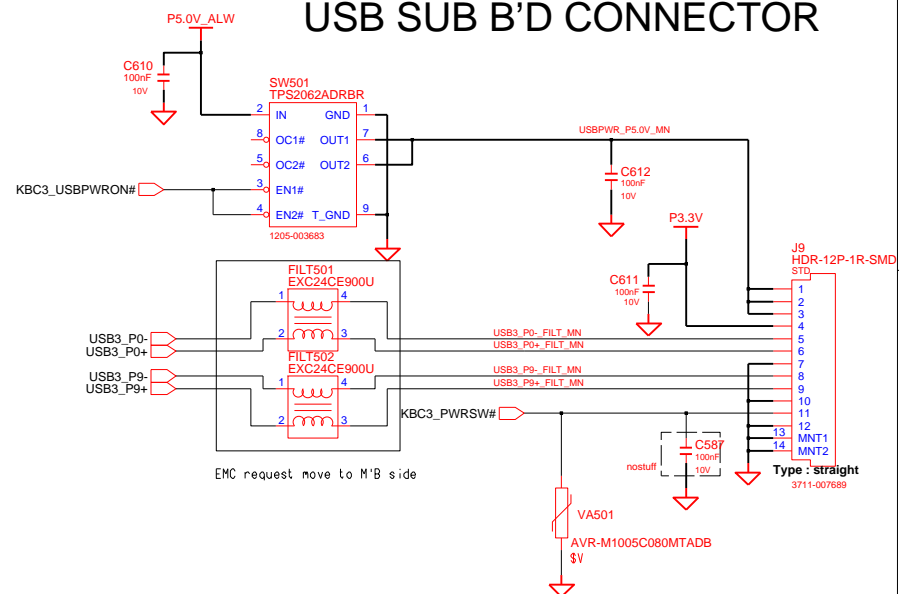 USB SUB B'D CONNECTOR
P5.0V_ALW
C610
100nF
10V
SW501
TPS2062ADRBR
2 IN GND 1
8 OC1# OUT1 7
5 OC2# OUT2 6
3 EN1#
4 EN2# T_GND 9
1205-003683
KBC3_USBPWRON#
USBPWR_P5.0V_MN
C612
100nF
10V
P3.3V
C611
100nF
10V
J9
HDR-12P-1R-SMD
STD
1
2
3
4
5
6
7
8
9
10
11
12
13 MNT1
14 MNT2
Type : straight
3711-007689
FILT501
EXC24CE900U
1 4
2 3
FILT502
EXC24CE900U
1 4
2 3
USB3_P0-
USB3_P0+
USB3_P9-
USB3_P9+
USB3_P0-_FILT_MN
USB3_P0+_FILT_MN
USB3_P9-_FILT_MN
USB3_P9+_FILT_MN
KBC3_PWRSW#
EMC request move to M'B side
nostuff
C587
100nF
10V
VA501
AVR-M1005C080MTADB
$V